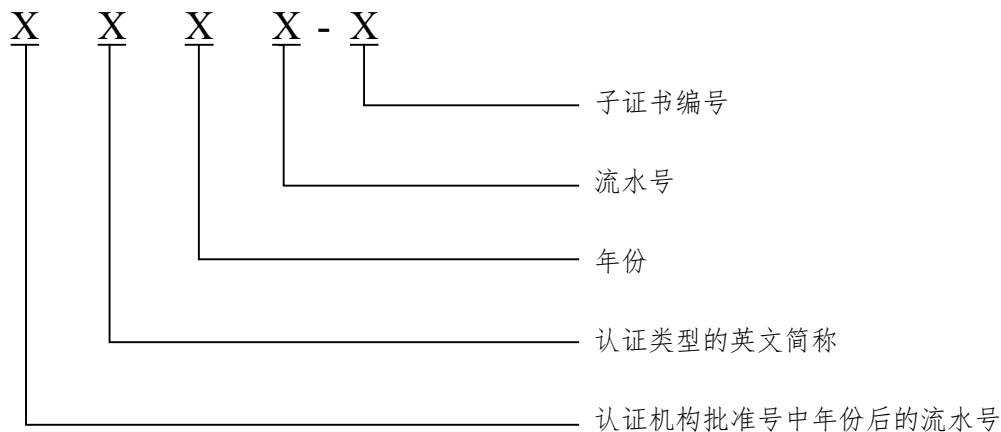 X X X X - X
子证书编号
流水号
年份
认证类型的英文简称
认证机构批准号中年份后的流水号